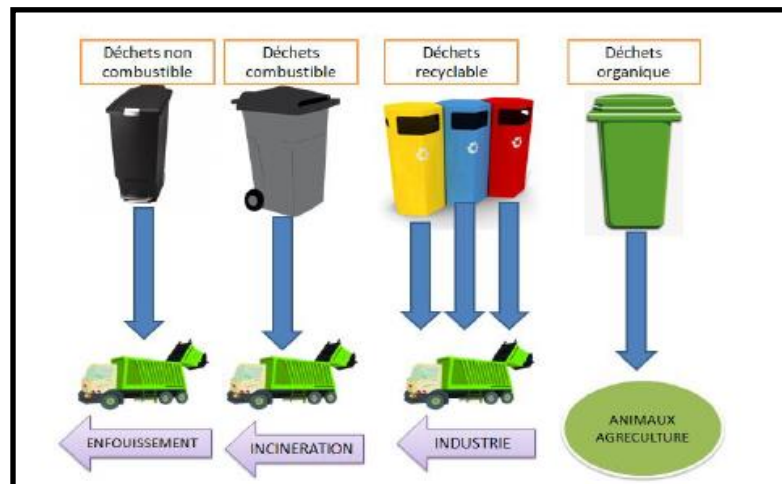 Déchets non
combustible
Déchets
combustible
Déchets
recyclable
Déchets
organique
ENFOUISSEMENT
INCINERATION
INDUSTRIE
ANIMAUX
AGRECULTURE